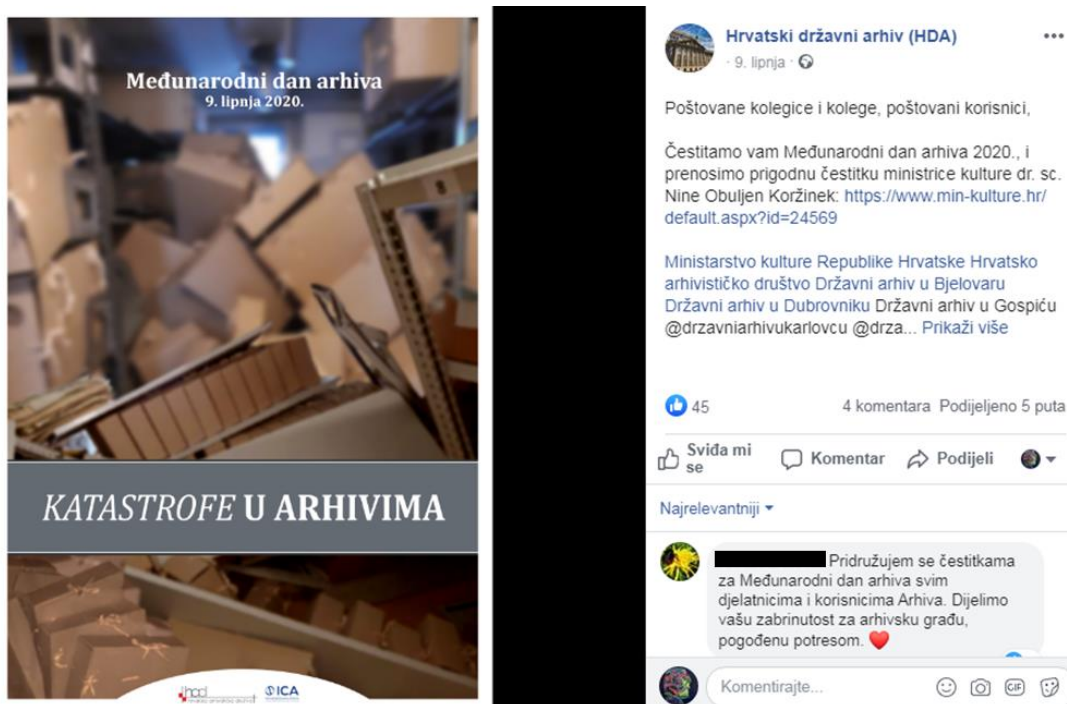 Međunarodni dan arhiva
9. lipnja 2020.
KATASTROFE U ARHIVIMA
ICA
Hrvatski državni arhiv (HDA)
· 9. lipnja ·
Poštovane kolegice i kolege, poštovani korisnici,
Čestitamo vam Međunarodni dan arhiva 2020., i
prenosimo prigodnu čestitku ministrice kulture dr. sc.
Nine Obuljen Koržinek: https://www.min-kulture.hr/
default.aspx?id=24569
Ministarstvo kulture Republike Hrvatske Hrvatsko
arhivističko društvo Državni arhiv u Bjelovaru
Državni arhiv u Dubrovniku Državni arhiv u Gospiću
@drzavniarhivukarlovcu @drza... Prikaži više
45 4 komentara Podijeljeno 5 puta
Sviđa mi
se
Komentar Podijeli
Najrelevantniji
Pridružujem se čestitkama
za Međunarodni dan arhiva svim
djelatnicima i korisnicima Arhiva. Dijelimo
vašu zabrinutost za arhivsku građu,
pogođenu potresom. ❤️
Komentirajte...
GIF